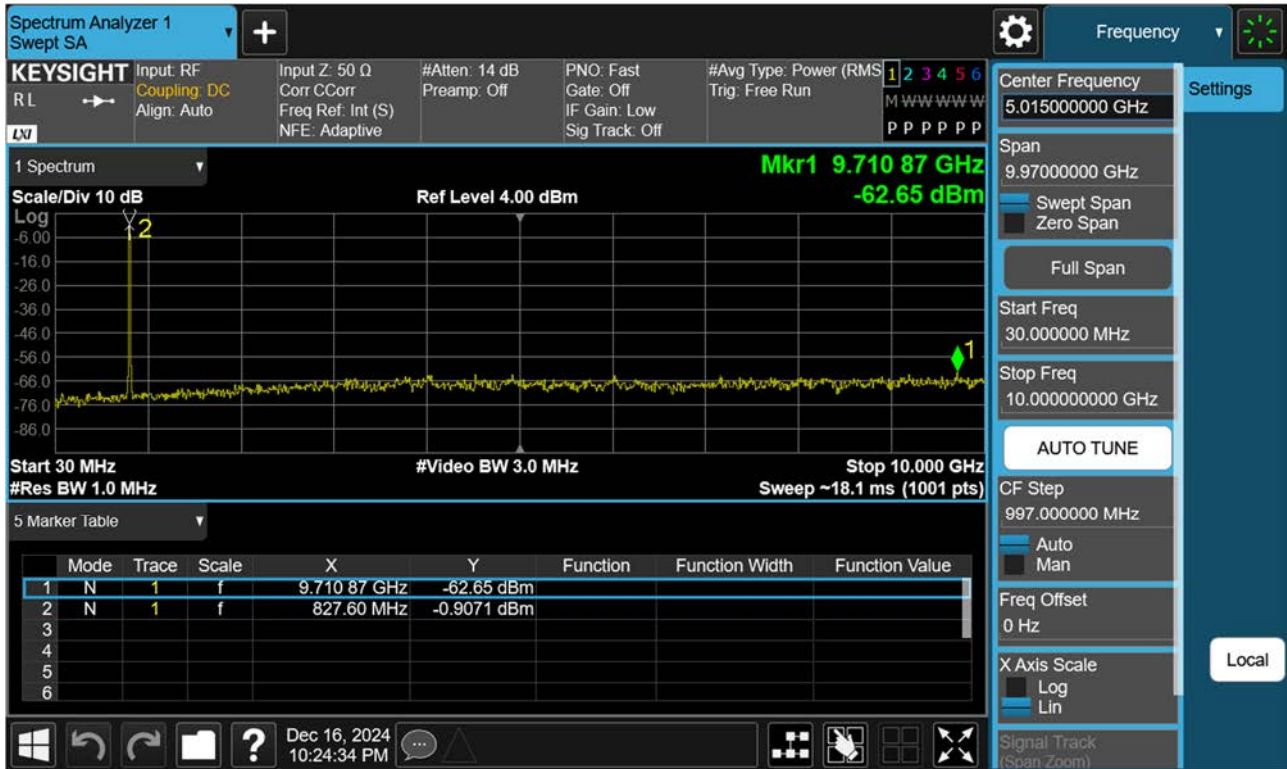 Spectrum Analyzer 1
Swept SA
Frequency
KEYSIGHT
RL
LXI
Input: RF
Coupling: DC
Align: Auto
Input Z: 50 Ω
Corr CCorr
Freq Ref: Int (S)
NFE: Adaptive
#Atten: 14 dB
Preamp: Off
PNO: Fast
Gate: Off
IF Gain: Low
Sig Track: Off
#Avg Type: Power (RMS
Trig: Free Run
1 2 3 4 5 6
M W W W W W
P P P P P P
1 Spectrum
Mkr1 9.710 87 GHz
Scale/Div 10 dB
Ref Level 4.00 dBm
-62.65 dBm
Log
2
-6.00
-16.0
-26.0
-36.0
-46.0
1
-56.0
-66.0
-76.0
-86.0
Start 30 MHz
#Video BW 3.0 MHz
Stop 10.000 GHz
#Res BW 1.0 MHz
Sweep ~18.1 ms (1001 pts)
5 Marker Table
Mode Trace Scale X Y Function Function Width Function Value
1 N 1 f 9.710 87 GHz -62.65 dBm
2 N 1 f 827.60 MHz -0.9071 dBm
3
4
5
6
Dec 16, 2024
10:24:34 PM
Settings
Center Frequency
5.015000000 GHz
Span
9.97000000 GHz
Swept Span
Zero Span
Full Span
Start Freq
30.000000 MHz
Stop Freq
10.000000000 GHz
AUTO TUNE
CF Step
997.000000 MHz
Auto
Man
Freq Offset
0 Hz
X Axis Scale
Log
Lin
Signal Track
(Span Zoom)
Local